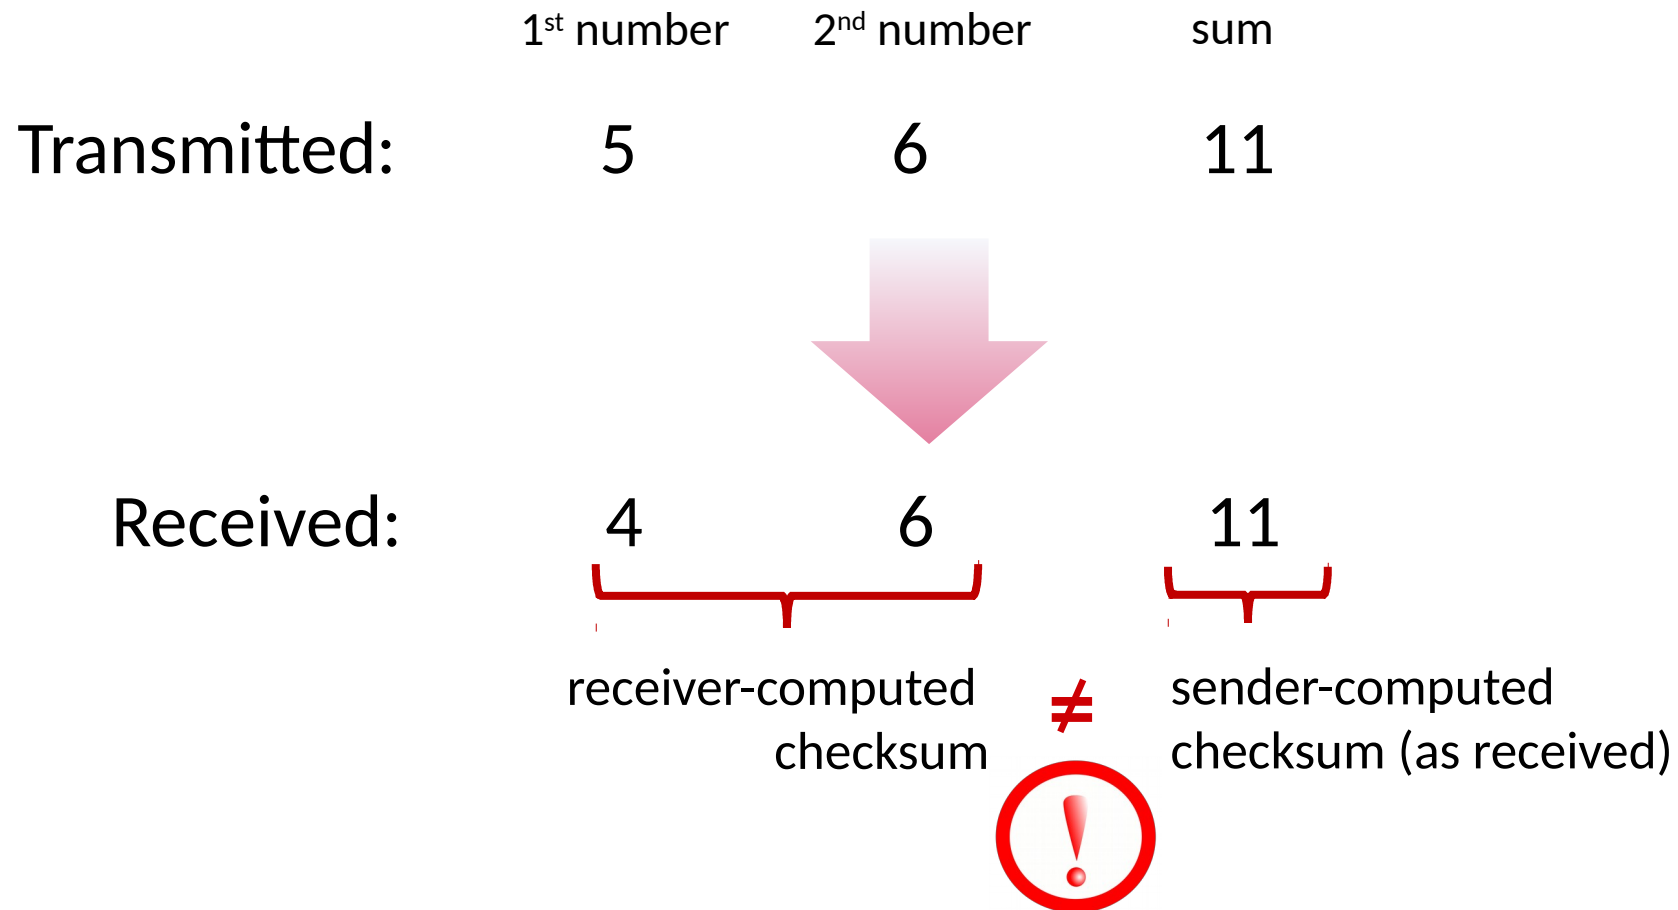 1st number 2nd number sum
Transmitted: 5 6 11
Received: 4 6 11
receiver-computed ≠ sender-computed
checksum checksum (as received)
!